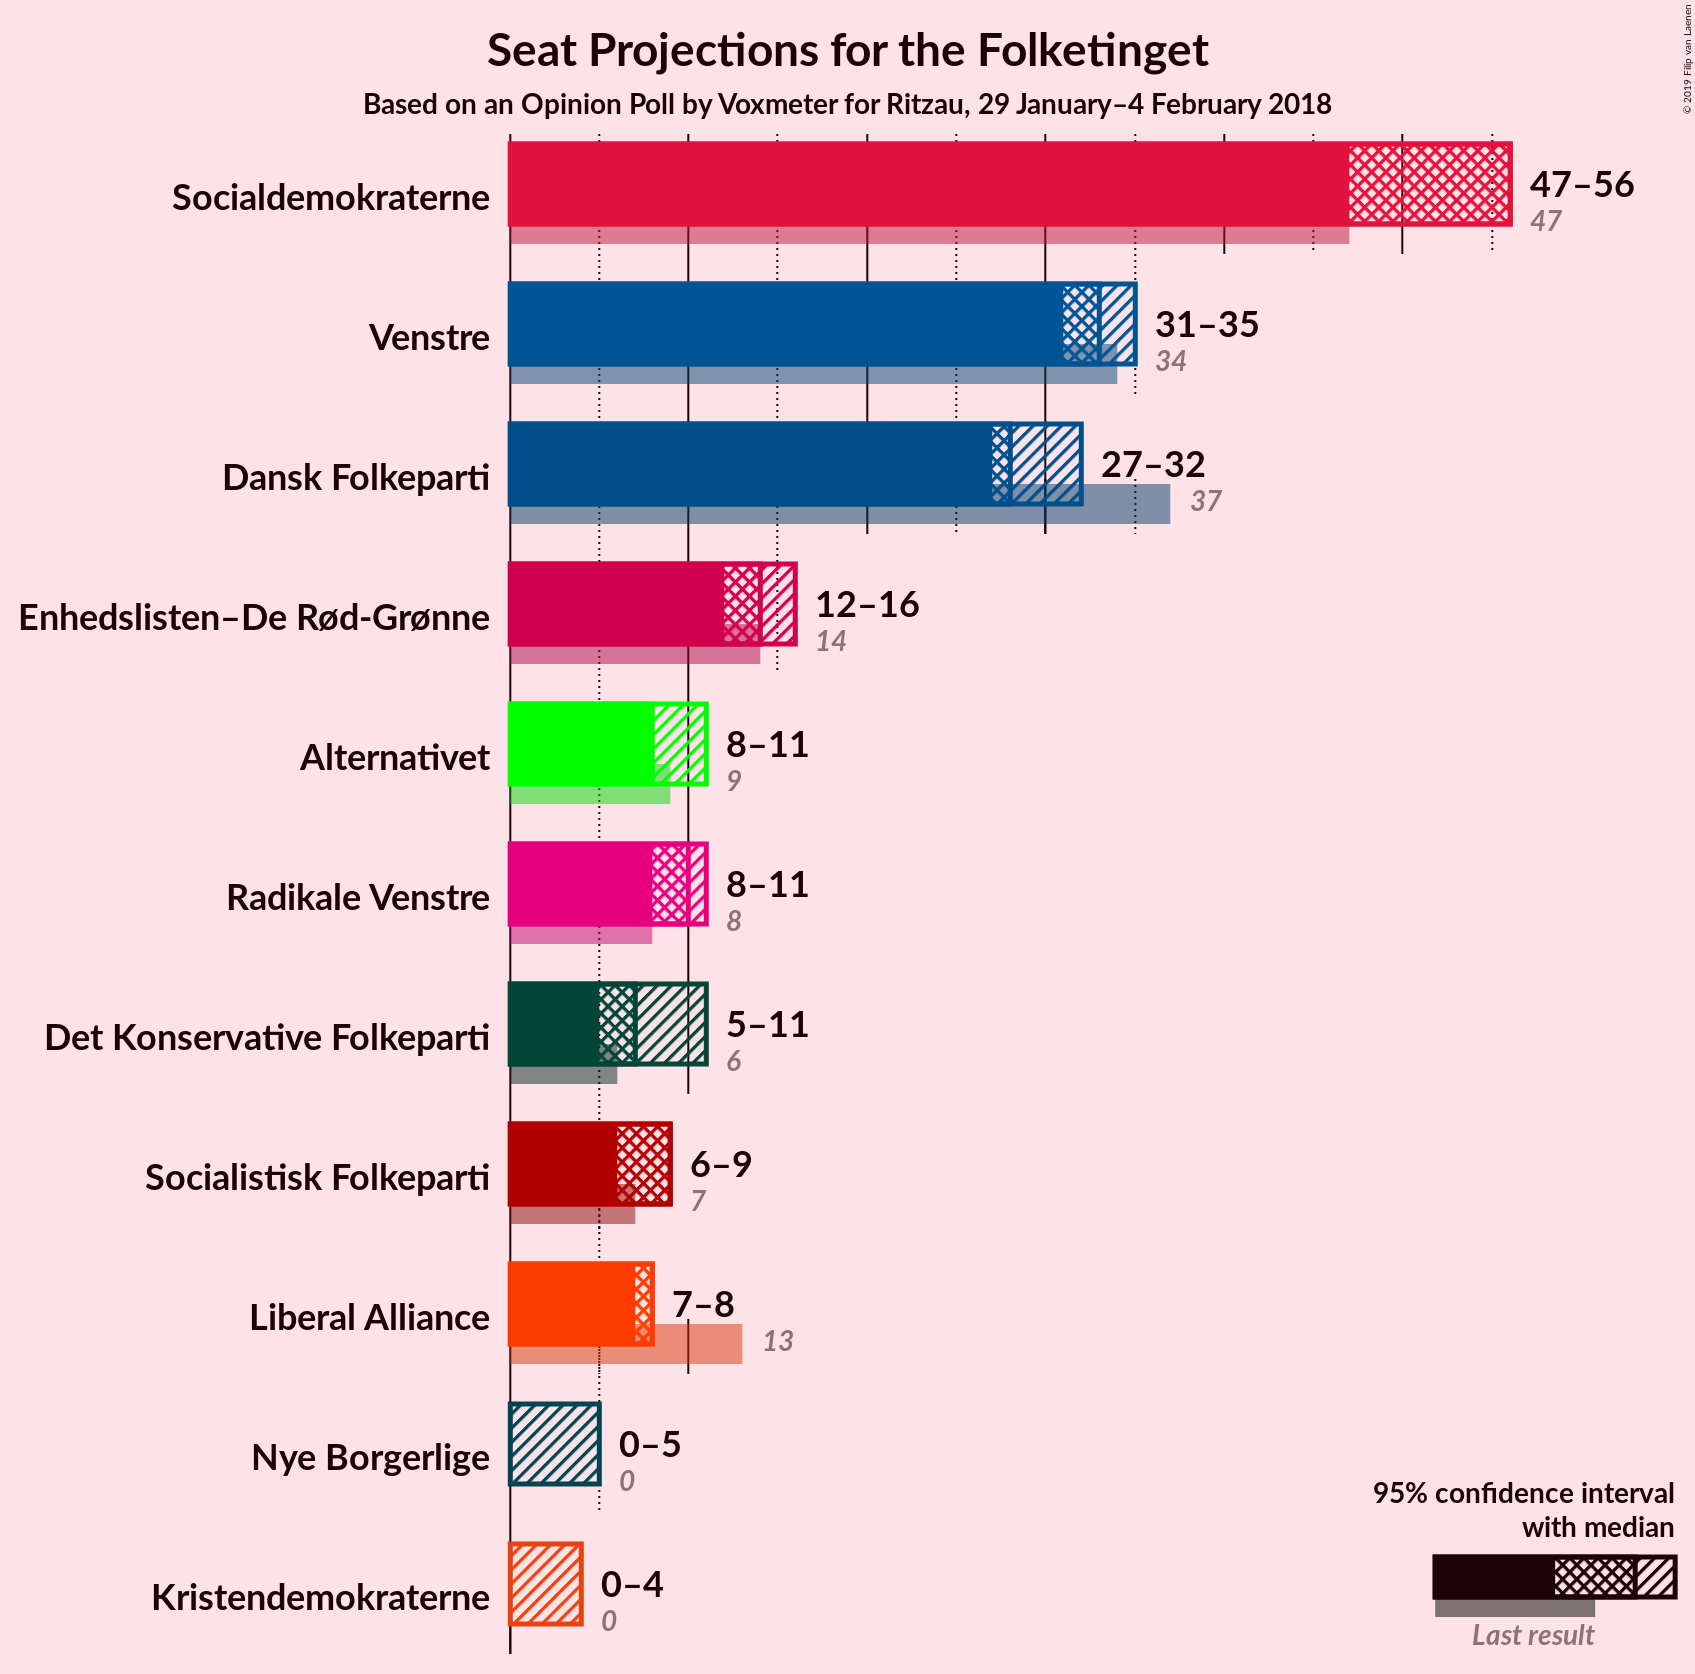 Seat Projections for the Folketinget
Based on an Opinion Poll by Voxmeter for Ritzau, 29 January–4 February 2018
© 2019 Filip van Laenen
Socialdemokraterne
47–56
47
Venstre
31–35
34
Dansk Folkeparti
27–32
37
Enhedslisten–De Rød-Grønne
12–16
14
Alternativet
8–11
9
Radikale Venstre
8–11
8
Det Konservative Folkeparti
5–11
6
Socialistisk Folkeparti
6–9
7
Liberal Alliance
7–8
13
Nye Borgerlige
0–5
0
Kristendemokraterne
0–4
0
95% confidence interval
with median
Last result